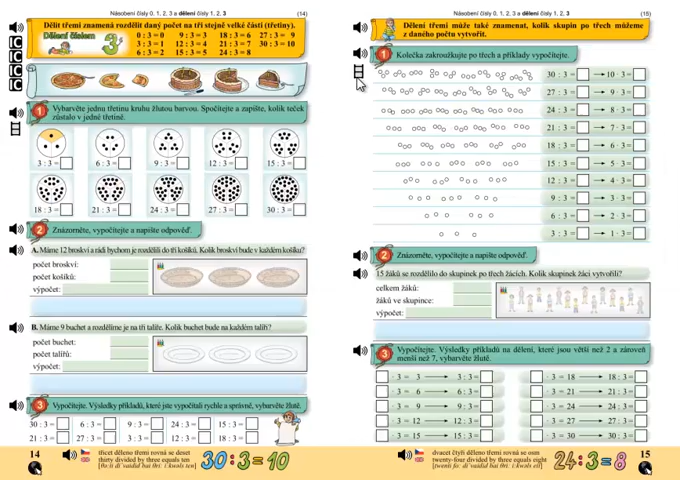 Násobení čísly 0, 1, 2, 3 a dělení čísly 1, 2, 3
(14)
Dělit třemi znamená rozdělit daný počet na tři stejně velké části (třetiny).
Dělení číslem 3
0 : 3 = 0 9 : 3 = 3 18 : 3 = 6 27 : 3 = 9
3 : 3 = 1 12 : 3 = 4 21 : 3 = 7 30 : 3 = 10
6 : 3 = 2 15 : 3 = 5 24 : 3 = 8
1 Vybarvěte jednu třetinu kruhu žlutou barvou. Spočítejte a zapište, kolik teček
zůstalo v jedné třetině.
3 : 3 = 6 : 3 = 9 : 3 = 12 : 3 = 15 : 3 =
18 : 3 = 21 : 3 = 24 : 3 = 27 : 3 = 30 : 3 =
2 Znázorněte, vypočítejte a napište odpověď.
A. Máme 12 broskví a rádi bychom je rozdělili do tří košíků. Kolik broskví bude v každém košíku?
počet broskví:
počet košíků:
výpočet:
B. Máme 9 buchet a rozdělíme je na tři talíře. Kolik buchet bude na každém talíři?
počet buchet:
počet talířů:
výpočet:
3 Vypočítejte. Výsledky příkladů, které jste vypočítali rychle a správně, vybarvěte žlutě.
30 : 3 = 6 : 3 = 9 : 3 = 24 : 3 = 15 : 3 =
21 : 3 = 27 : 3 = 3 : 3 = 12 : 3 = 18 : 3 =
14
třicet děleno třemi rovná se deset
thirty divided by three equals ten
30 : 3 = 10
Násobení čísly 0, 1, 2, 3 a dělení čísly 1, 2, 3
(15)
Dělení třemi může také znamenat, kolik skupin po třech můžeme
z daného počtu vytvořit.
1 Kolečka zakroužkujte po třech a příklady vypočítejte.
30 : 3 = 10 · 3 =
27 : 3 = 9 · 3 =
24 : 3 = 8 · 3 =
21 : 3 = 7 · 3 =
18 : 3 = 6 · 3 =
15 : 3 = 5 · 3 =
12 : 3 = 4 · 3 =
9 : 3 = 3 · 3 =
6 : 3 = 2 · 3 =
3 : 3 = 1 · 3 =
2 Znázorněte, vypočítejte a napište odpověď.
15 žáků se rozdělilo do skupinek po třech žácích. Kolik skupinek žáci vytvořili?
celkem žáků:
žáků ve skupince:
výpočet:
3 Vypočítejte. Výsledky příkladů na dělení, které jsou větší než 2 a zároveň
menší než 7, vybarvěte žlutě.
· 3 = 3 3 : 3 = · 3 = 18 18 : 3 =
· 3 = 6 6 : 3 = · 3 = 21 21 : 3 =
· 3 = 9 9 : 3 = · 3 = 24 24 : 3 =
· 3 = 12 12 : 3 = · 3 = 27 27 : 3 =
· 3 = 15 15 : 3 = · 3 = 30 30 : 3 =
dvacet čtyři děleno třemi rovná se osm
twenty-four divided by three equals eight
24 : 3 = 8
15